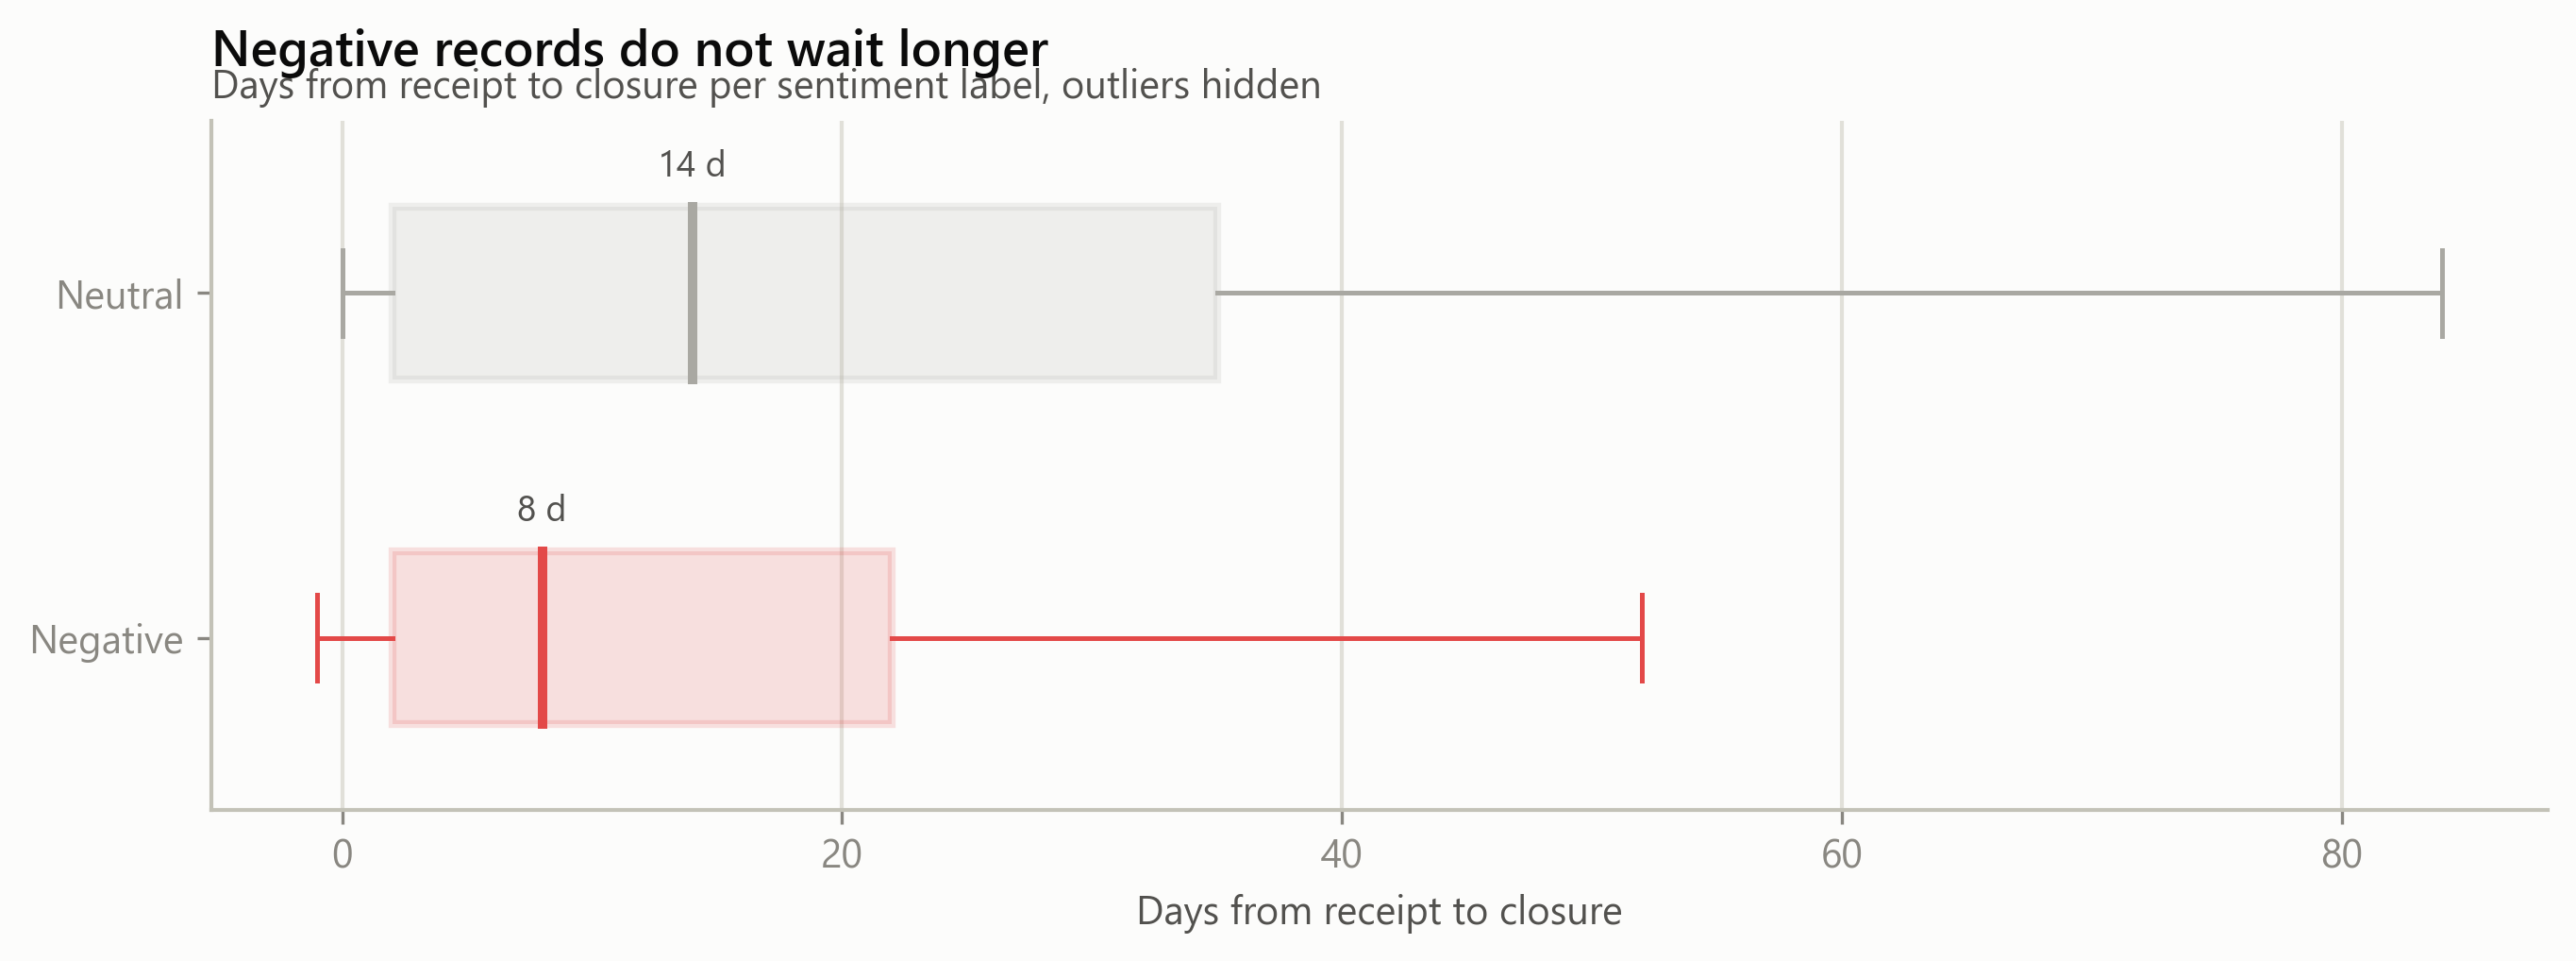 Negative records do not wait longer
Days from receipt to closure per sentiment label, outliers hidden
14 d
Neutral
8 d
Negative
0 20 40 60 80
Days from receipt to closure